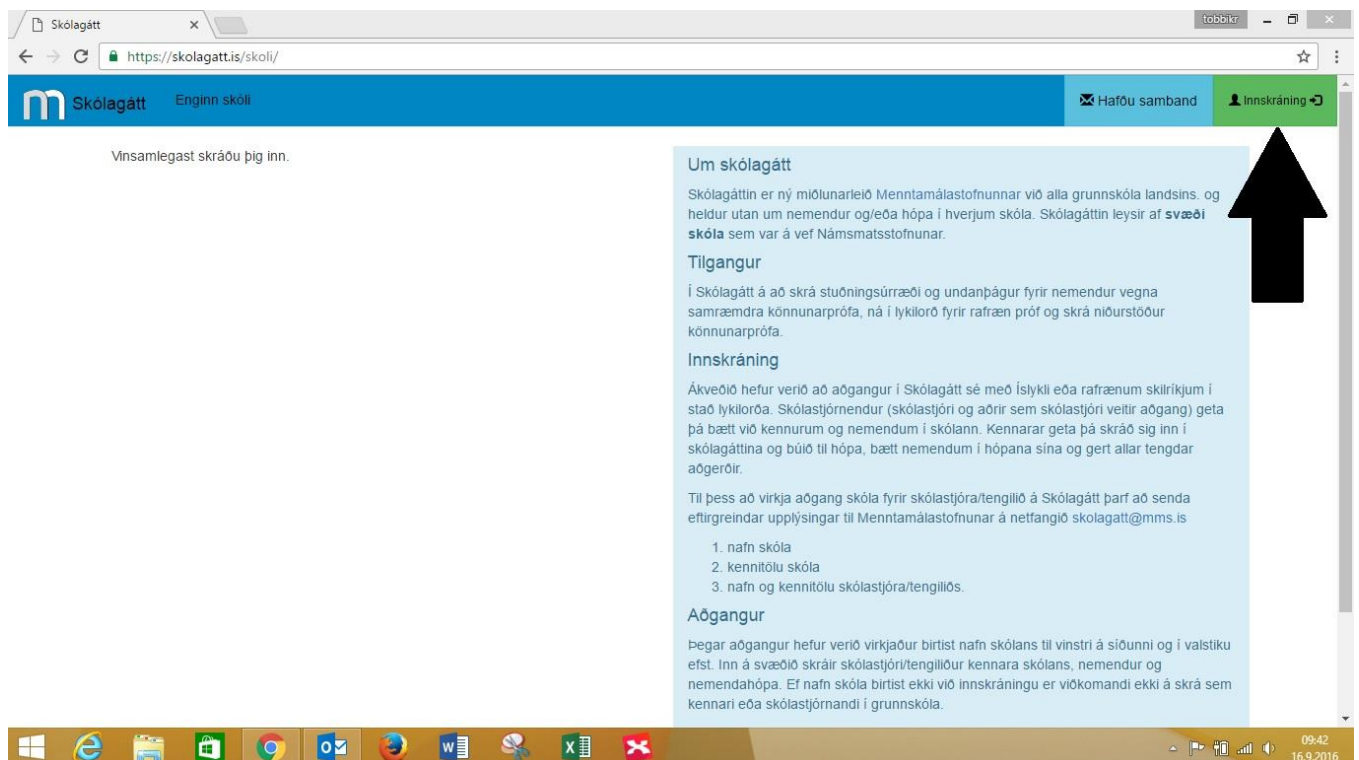 Skólagátt
tobbikr
https://skolagatt.is/skoli/
Skólagátt
Enginn skóli
Hafðu samband
Innskráning
Vinsamlegast skráðu þig inn.
Um skólagátt
Skólagáttin er ný miðlunarleið Menntamálastofnunnar við alla grunnskóla landsins. og
heldur utan um nemendur og/eða hópa í hverjum skóla. Skólagáttin leysir af svæði
skóla sem var á vef Námsmatsstofnunar.
Tilgangur
Í Skólagátt á að skrá stuðningsúrræði og undanþágur fyrir nemendur vegna
samræmdra könnunarprófa, ná í lykilorð fyrir rafræn próf og skrá niðurstöður
könnunarprófa.
Innskráning
Ákveðið hefur verið að aðgangur í Skólagátt sé með Íslykli eða rafrænum skilríkjum í
stað lykilorða. Skólastjórnendur (skólastjóri og aðrir sem skólastjóri veitir aðgang) geta
þá bætt við kennurum og nemendum í skólann. Kennarar geta þá skráð sig inn í
skólagáttina og búið til hópa, bætt nemendum í hópana sína og gert allar tengdar
aðgerðir.
Til þess að virkja aðgang skóla fyrir skólastjóra/tengilið á Skólagátt þarf að senda
eftirgreindar upplýsingar til Menntamálastofnunar á netfangið skolagatt@mms.is
1. nafn skóla
2. kennitölu skóla
3. nafn og kennitölu skólastjóra/tengiliðs.
Aðgangur
Þegar aðgangur hefur verið virkjaður birtist nafn skólans til vinstri á síðunni og í valstiku
efst. Inn á svæðið skráir skólastjóri/tengiliður kennara skólans, nemendur og
nemendahópa. Ef nafn skóla birtist ekki við innskráningu er viðkomandi ekki á skrá sem
kennari eða skólastjórnandi í grunnskóla.
09:42
16.9.2016